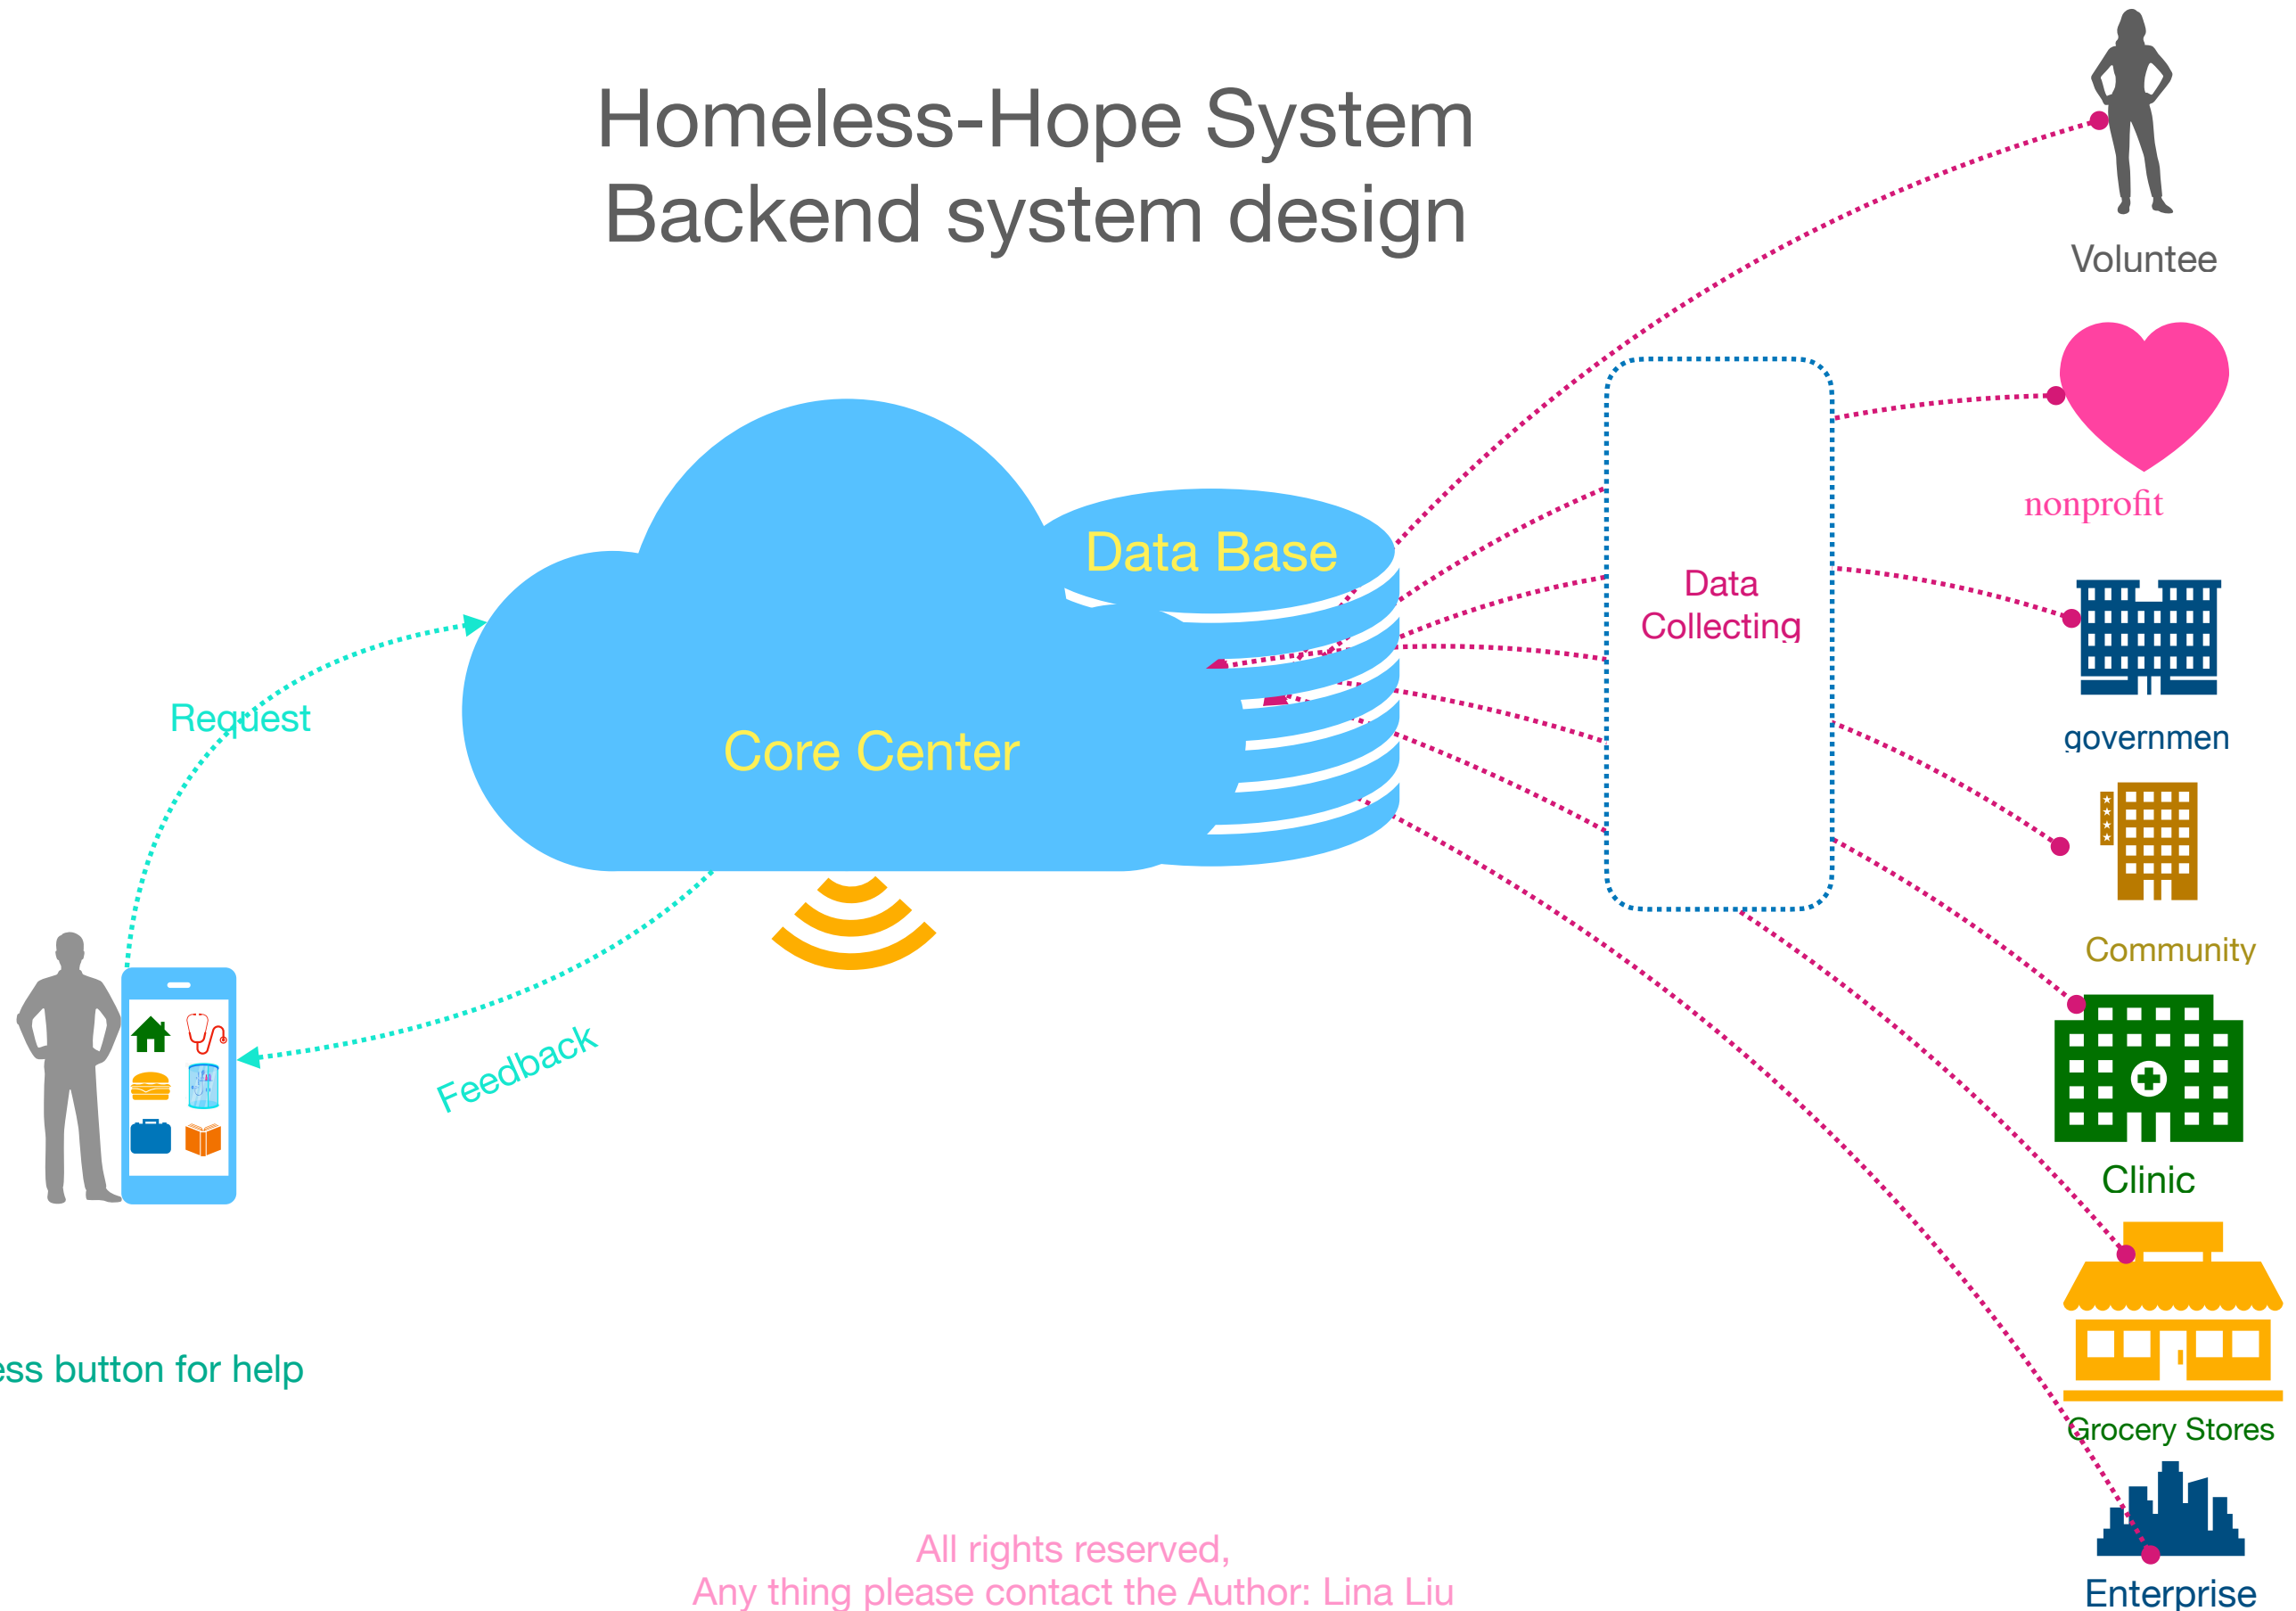 Homeless-Hope System
Backend system design
Voluntee
nonprofit
Data Base
Data
Collecting
Request
governmen
Core Center
Community
Feedback
Clinic
ess button for help
Grocery Stores
All rights reserved,
Any thing please contact the Author: Lina Liu
Enterprise